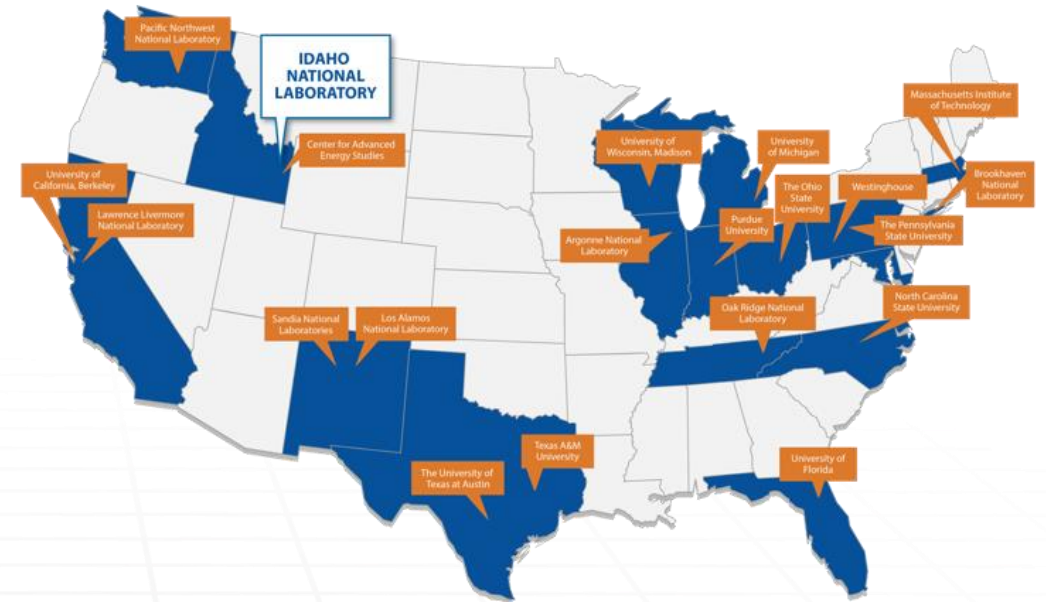 Pacific Northwest
National Laboratory
IDAHO
NATIONAL
LABORATORY
Center for Advanced
Energy Studies
University of
California, Berkeley
Lawrence Livermore
National Laboratory
Sandia National
Laboratories
Los Alamos
National Laboratory
The University of
Texas at Austin
Texas A&M
University
University of
Wisconsin, Madison
University
of Michigan
Argonne National
Laboratory
Purdue
University
The Ohio
State
University
Westinghouse
The Pennsylvania
State University
Massachusetts Institute
of Technology
Brookhaven
National
Laboratory
Oak Ridge National
Laboratory
North Carolina
State University
University of
Florida